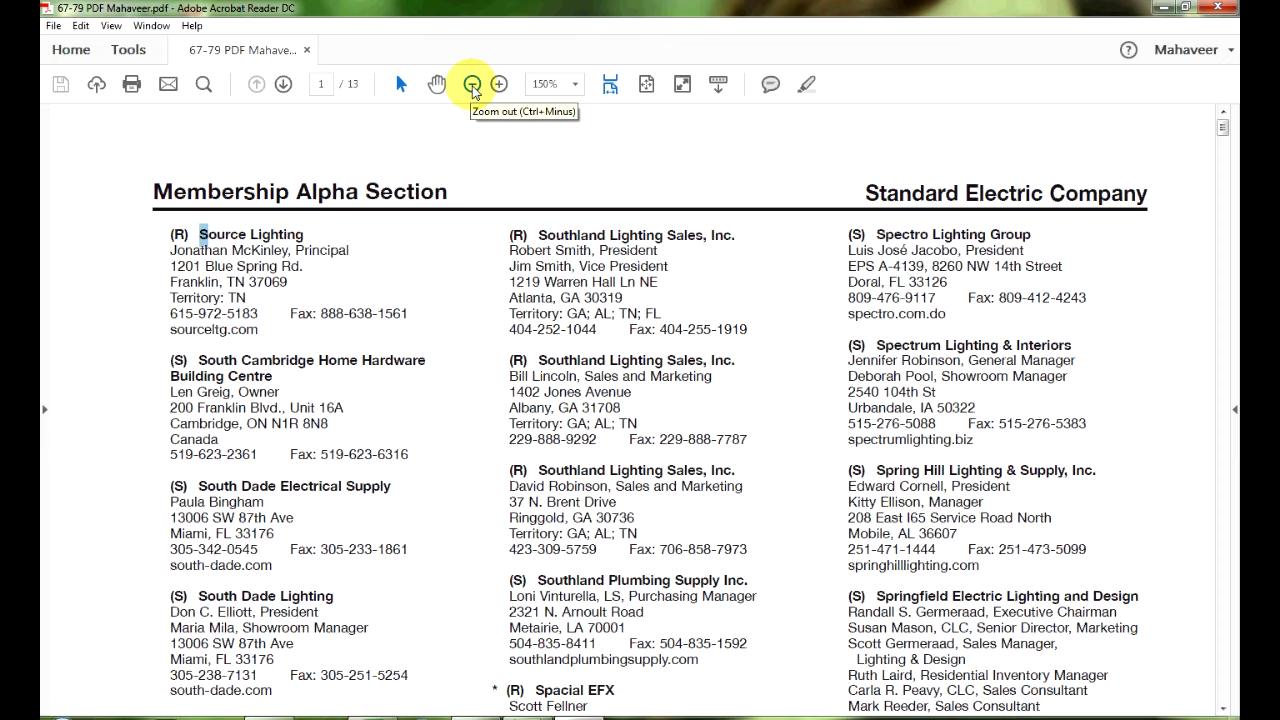 67-79 PDF Mahaveer.pdf - Adobe Acrobat Reader DC
File Edit View Window Help
Home Tools 67-79 PDF Mahave... × Mahaveer
1 / 13 150%
Zoom out (Ctrl+Minus)
Membership Alpha Section
Standard Electric Company
(R) Source Lighting
Jonathan McKinley, Principal
1201 Blue Spring Rd.
Franklin, TN 37069
Territory: TN
615-972-5183 Fax: 888-638-1561
sourceltg.com
(S) South Cambridge Home Hardware
Building Centre
Len Greig, Owner
200 Franklin Blvd., Unit 16A
Cambridge, ON N1R 8N8
Canada
519-623-2361 Fax: 519-623-6316
(S) South Dade Electrical Supply
Paula Bingham
13006 SW 87th Ave
Miami, FL 33176
305-342-0545 Fax: 305-233-1861
south-dade.com
(S) South Dade Lighting
Don C. Elliott, President
Maria Mila, Showroom Manager
13006 SW 87th Ave
Miami, FL 33176
305-238-7131 Fax: 305-251-5254
south-dade.com
(R) Southland Lighting Sales, Inc.
Robert Smith, President
Jim Smith, Vice President
1219 Warren Hall Ln NE
Atlanta, GA 30319
Territory: GA; AL; TN; FL
404-252-1044 Fax: 404-255-1919
(R) Southland Lighting Sales, Inc.
Bill Lincoln, Sales and Marketing
1402 Jones Avenue
Albany, GA 31708
Territory: GA; AL; TN
229-888-9292 Fax: 229-888-7787
(R) Southland Lighting Sales, Inc.
David Robinson, Sales and Marketing
37 N. Brent Drive
Ringgold, GA 30736
Territory: GA; AL; TN
423-309-5759 Fax: 706-858-7973
(S) Southland Plumbing Supply Inc.
Loni Vinturella, LS, Purchasing Manager
2321 N. Arnoult Road
Metairie, LA 70001
504-835-8411 Fax: 504-835-1592
southlandplumbingsupply.com
* (R) Spacial EFX
Scott Fellner
(S) Spectro Lighting Group
Luis José Jacobo, President
EPS A-4139, 8260 NW 14th Street
Doral, FL 33126
809-476-9117 Fax: 809-412-4243
spectro.com.do
(S) Spectrum Lighting & Interiors
Jennifer Robinson, General Manager
Deborah Pool, Showroom Manager
2540 104th St
Urbandale, IA 50322
515-276-5088 Fax: 515-276-5383
spectrumlighting.biz
(S) Spring Hill Lighting & Supply, Inc.
Edward Cornell, President
Kitty Ellison, Manager
208 East I65 Service Road North
Mobile, AL 36607
251-471-1444 Fax: 251-473-5099
springhilllighting.com
(S) Springfield Electric Lighting and Design
Randall S. Germeraad, Executive Chairman
Susan Mason, CLC, Senior Director, Marketing
Scott Germeraad, Sales Manager,
Lighting & Design
Ruth Laird, Residential Inventory Manager
Carla R. Peavy, CLC, Sales Consultant
Mark Reeder, Sales Consultant